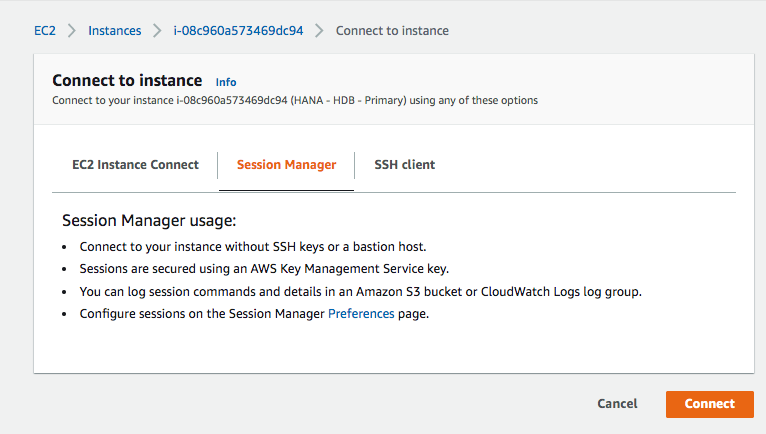 EC2 > Instances > i-08c960a573469dc94 > Connect to instance
Connect to instance Info
Connect to your instance i-08c960a573469dc94 (HANA - HDB - Primary) using any of these options
EC2 Instance Connect Session Manager SSH client
Session Manager usage:
• Connect to your instance without SSH keys or a bastion host.
• Sessions are secured using an AWS Key Management Service key.
• You can log session commands and details in an Amazon S3 bucket or CloudWatch Logs log group.
• Configure sessions on the Session Manager Preferences page.
Cancel Connect